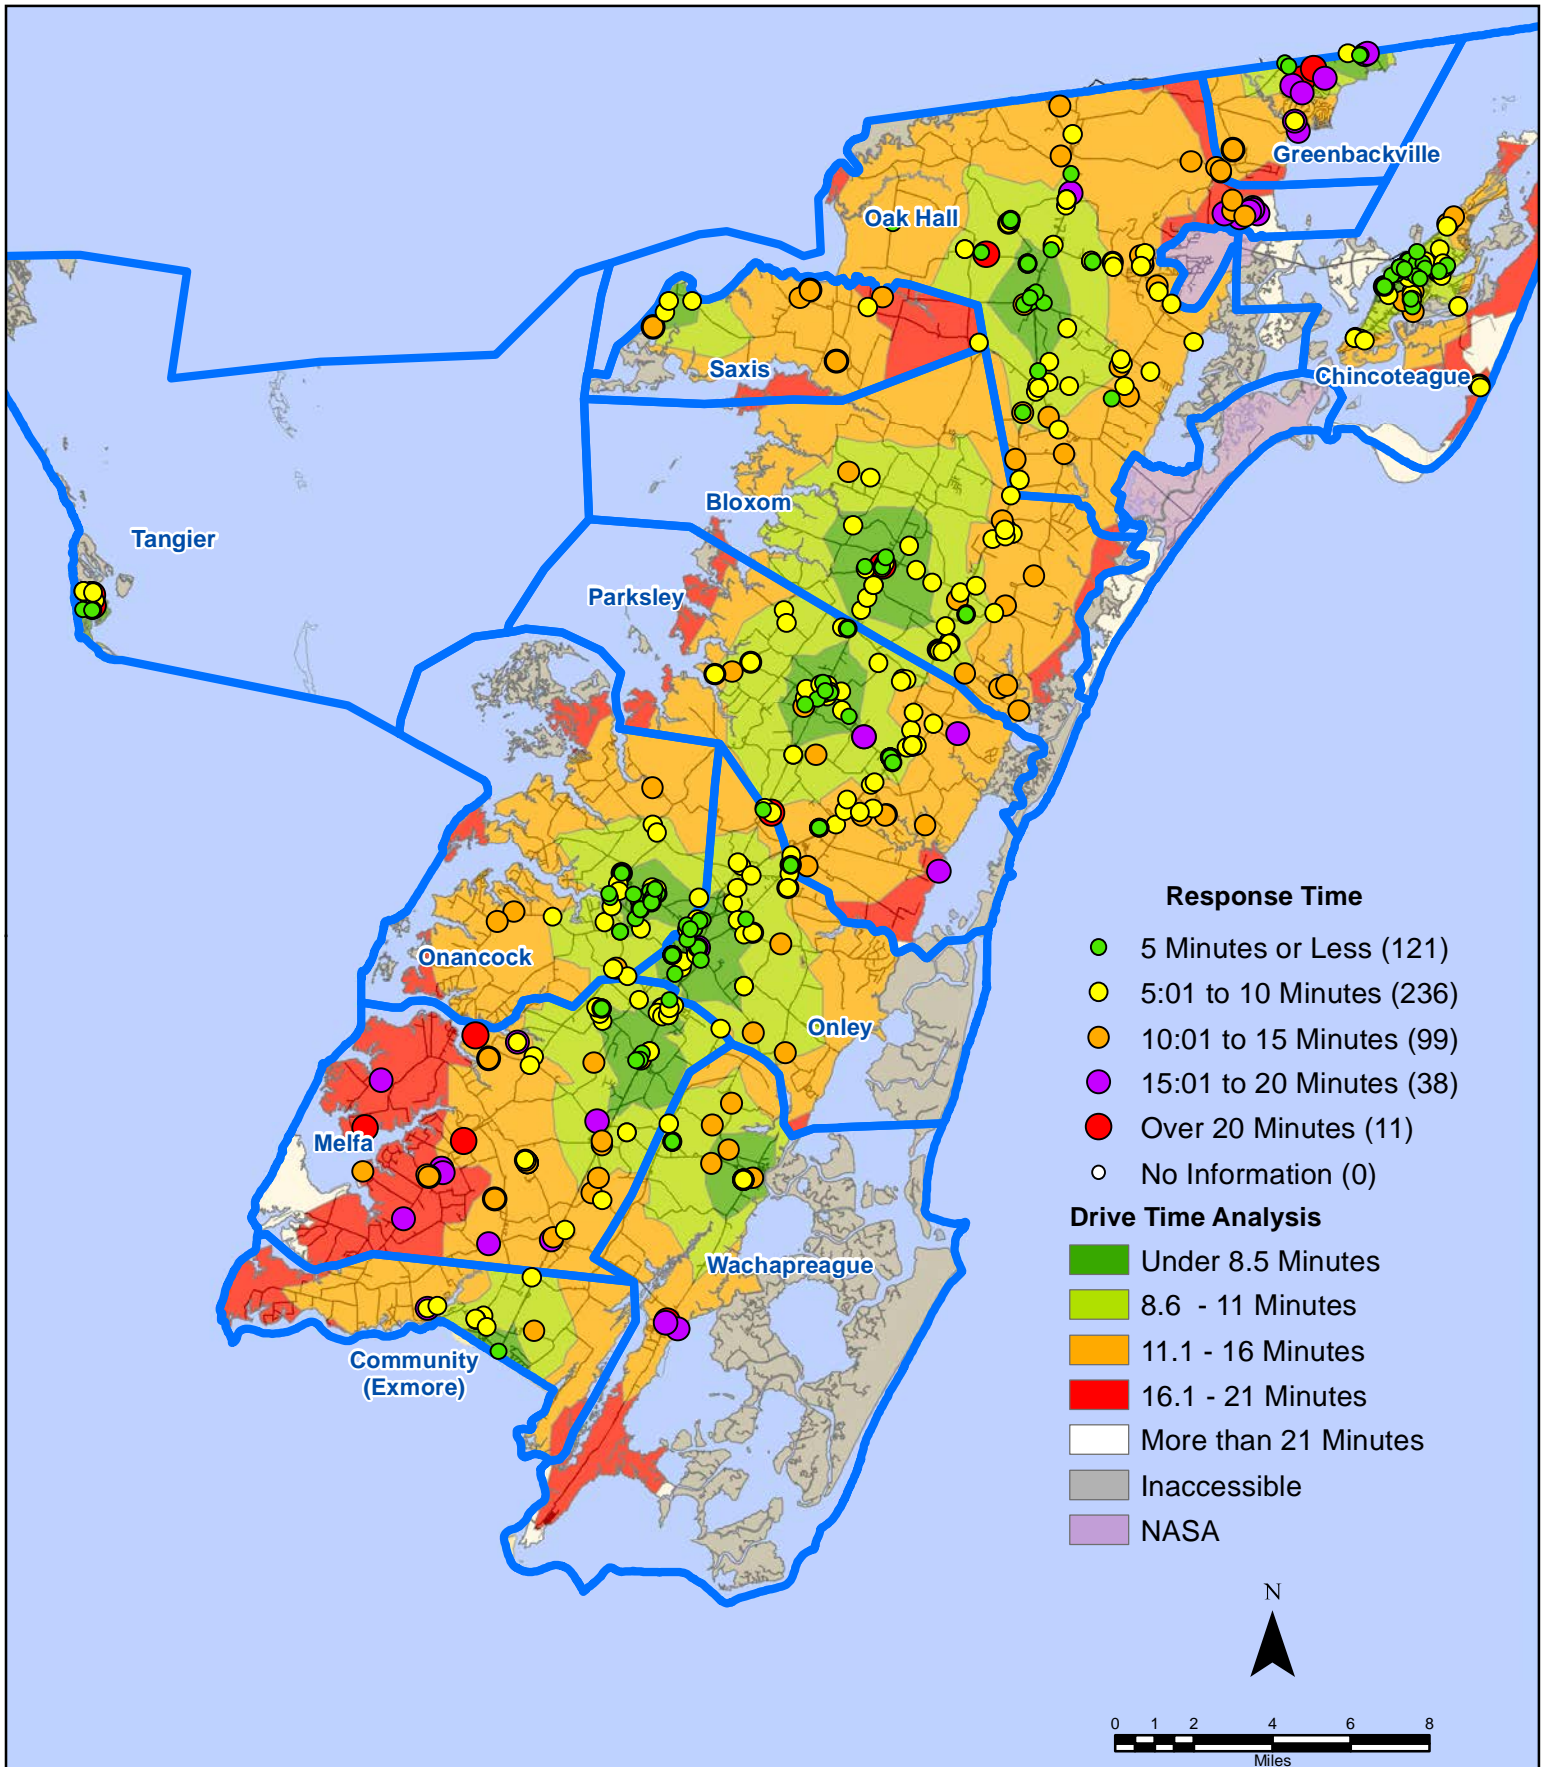 Greenbackville
Oak Hall
Saxis
Chincoteague
Bloxom
Tangier
Parksley
Onancock
Onley
Melfa
Wachapreague
Community
(Exmore)
Response Time
5 Minutes or Less (121)
5:01 to 10 Minutes (236)
10:01 to 15 Minutes (99)
15:01 to 20 Minutes (38)
Over 20 Minutes (11)
No Information (0)
Drive Time Analysis
Under 8.5 Minutes
8.6 - 11 Minutes
11.1 - 16 Minutes
16.1 - 21 Minutes
More than 21 Minutes
Inaccessible
NASA
N
0 1 2 4 6 8
Miles